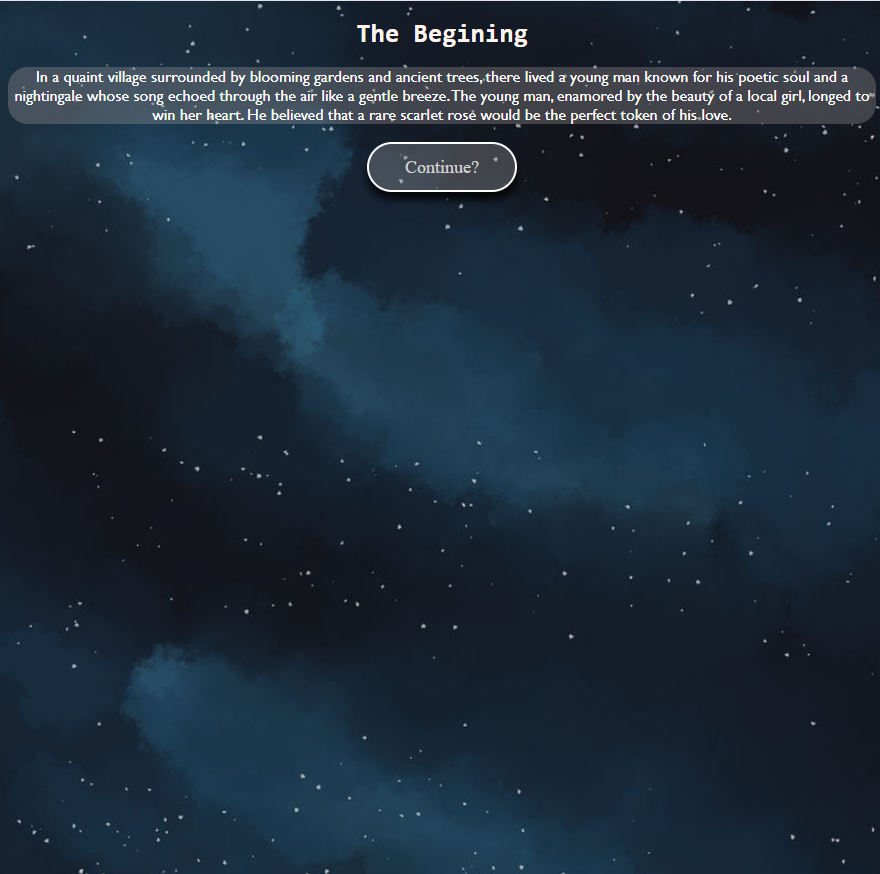 The Begining
In a quaint village surrounded by blooming gardens and ancient trees, there lived a young man known for his poetic soul and a
nightingale whose song echoed through the air like a gentle breeze. The young man, enamored by the beauty of a local girl, longed to
win her heart. He believed that a rare scarlet rose would be the perfect token of his love.
Continue?